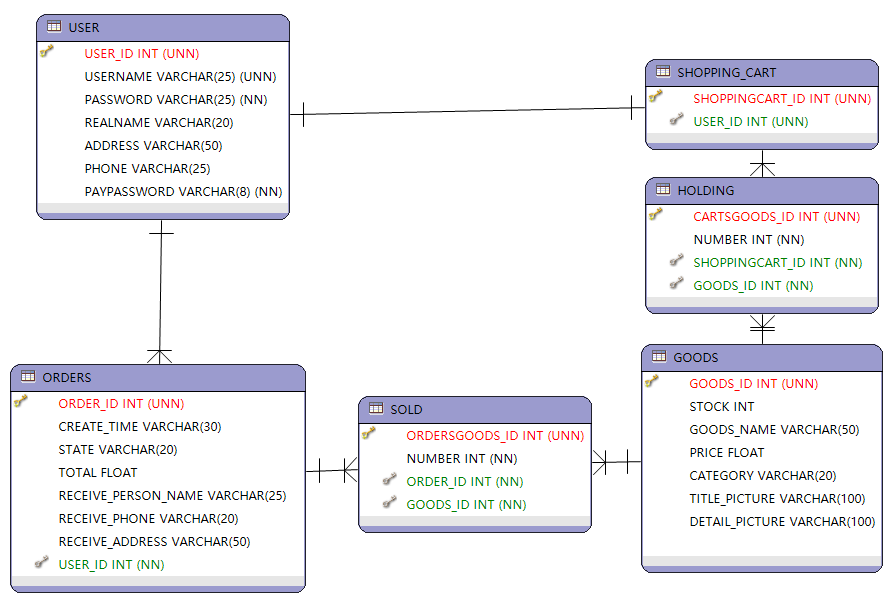 USER
USER_ID INT (UNN)
USERNAME VARCHAR(25) (UNN)
PASSWORD VARCHAR(25) (NN)
REALNAME VARCHAR(20)
ADDRESS VARCHAR(50)
PHONE VARCHAR(25)
PAYPASSWORD VARCHAR(8) (NN)
SHOPPING_CART
SHOPPINGCART_ID INT (UNN)
USER_ID INT (UNN)
HOLDING
CARTSGOODS_ID INT (UNN)
NUMBER INT (NN)
SHOPPINGCART_ID INT (NN)
GOODS_ID INT (NN)
ORDERS
ORDER_ID INT (UNN)
CREATE_TIME VARCHAR(30)
STATE VARCHAR(20)
TOTAL FLOAT
RECEIVE_PERSON_NAME VARCHAR(25)
RECEIVE_PHONE VARCHAR(20)
RECEIVE_ADDRESS VARCHAR(50)
USER_ID INT (NN)
SOLD
ORDERSGOODS_ID INT (UNN)
NUMBER INT (NN)
ORDER_ID INT (NN)
GOODS_ID INT (NN)
GOODS
GOODS_ID INT (UNN)
STOCK INT
GOODS_NAME VARCHAR(50)
PRICE FLOAT
CATEGORY VARCHAR(20)
TITLE_PICTURE VARCHAR(100)
DETAIL_PICTURE VARCHAR(100)